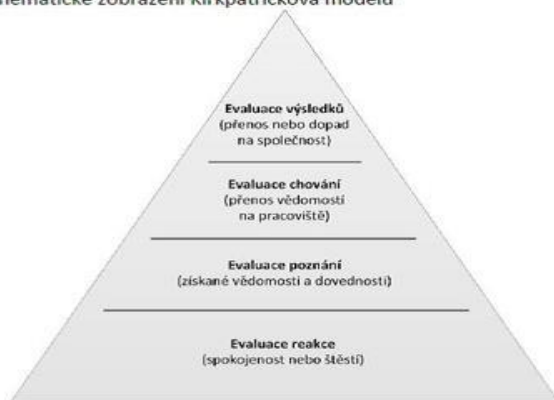 zobrazení Kirkpatrickova modelu
Evaluace výsledků
(přenos nebo dopad
na společnost)
Evaluace chování
(přenos vědomostí
na pracoviště)
Evaluace poznání
(získané vědomosti a dovednosti)
Evaluace reakce
(spokojenost nebo štěstí)